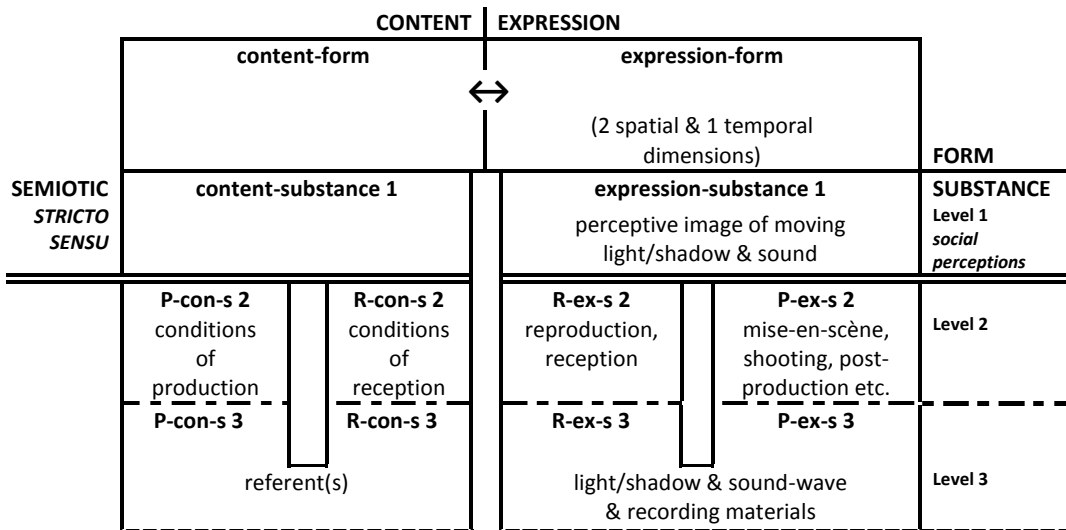 CONTENT EXPRESSION
content-form expression-form
↔
(2 spatial & 1 temporal
dimensions) FORM
SEMIOTIC content-substance 1 expression-substance 1 SUBSTANCE
STRICTO perceptive image of moving Level 1
SENSU light/shadow & sound social
perceptions
P-con-s 2 R-con-s 2 R-ex-s 2 P-ex-s 2
conditions conditions reproduction, mise-en-scène, Level 2
of of reception shooting, post-
production reception production etc.
P-con-s 3 R-con-s 3 R-ex-s 3 P-ex-s 3
referent(s) light/shadow & sound-wave Level 3
& recording materials